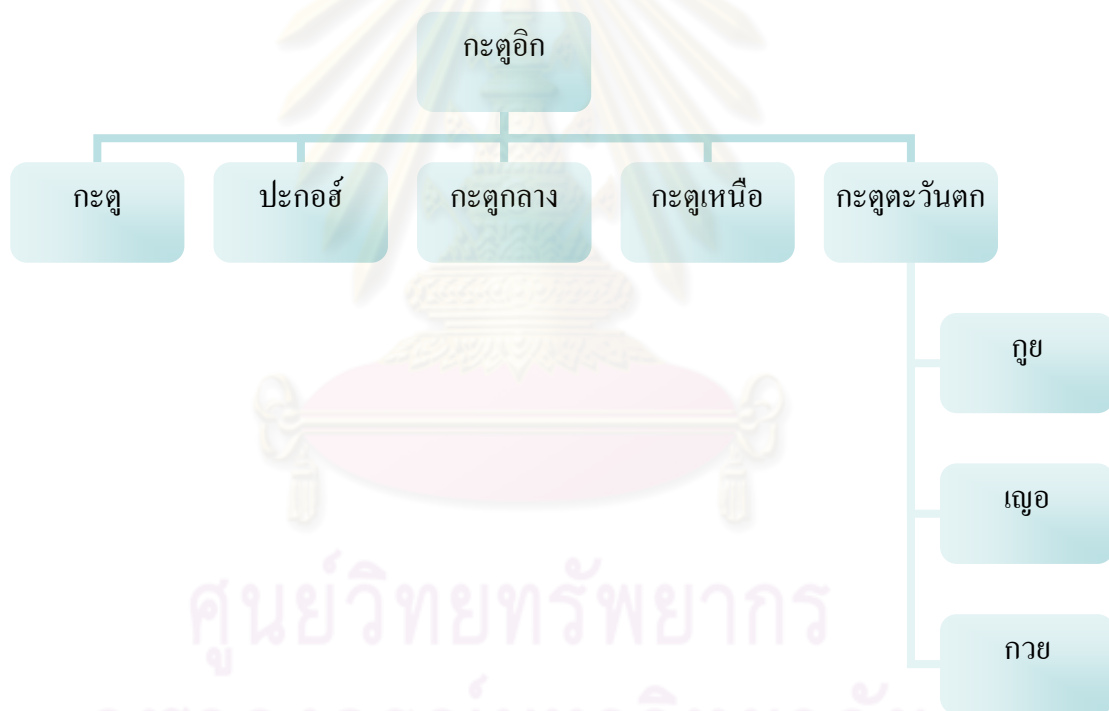 กะตูอิก
กะตู
ปะกอฮ์
กะตูกลาง
กะตูเหนือ
กะตูตะวันตก
กูย
เญอ
กวย
ศูนย์วิทยทรัพยากร